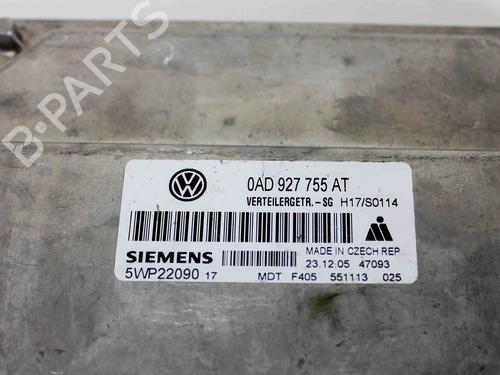 B-PARTS
0AD 927 755 AT
VERTEILERGETR.-SG H17/S0114
SIEMENS
MADE IN CZECH REP
23.12.05 47093
5WP22090 17
MDT F405 551113 025